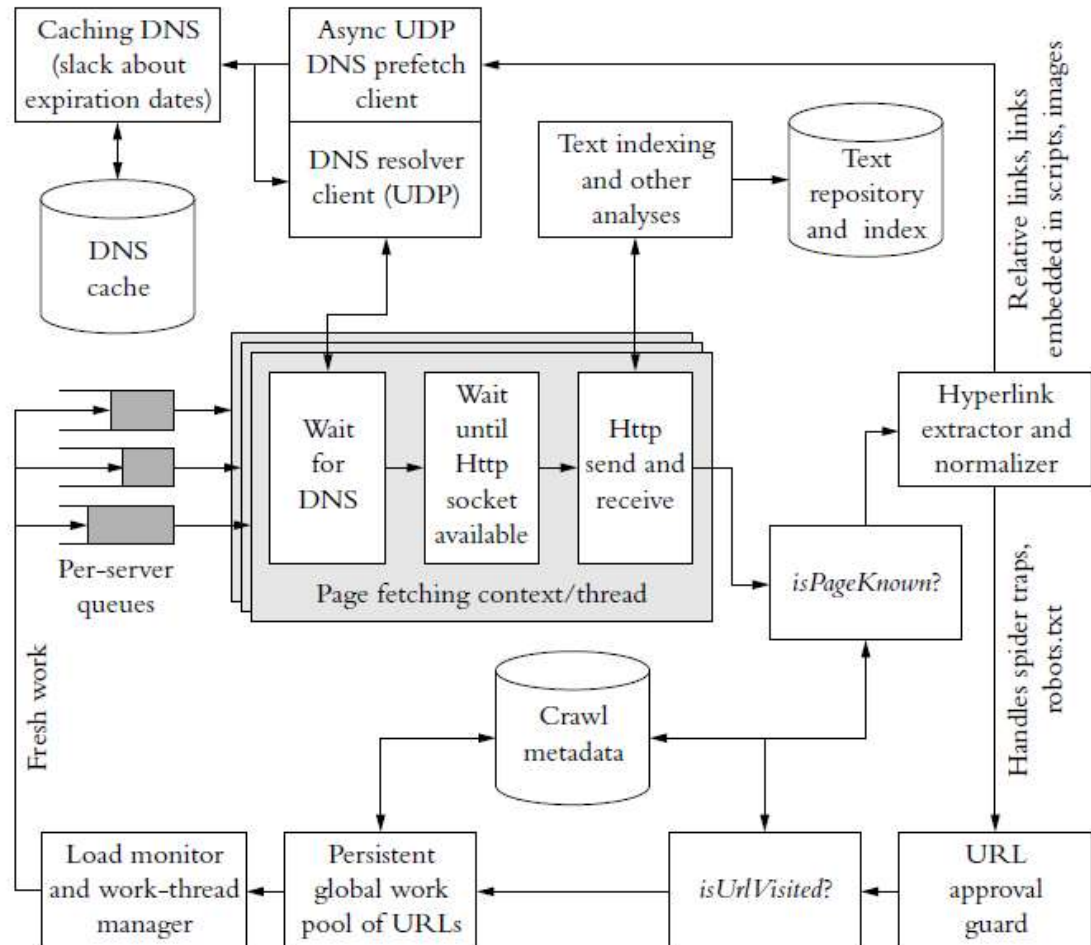 Caching DNS
(slack about
expiration dates)
Async UDP
DNS prefetch
client
DNS resolver
client (UDP)
DNS
cache
Text indexing
and other
analyses
Text
repository
and index
Relative links, links
embedded in scripts, images
Hyperlink
extractor and
normalizer
Wait
for
DNS
Wait
until
Http
socket
available
Http
send and
receive
Page fetching context/thread
Per-server
queues
isPageKnown?
Handles spider traps,
robots.txt
Fresh work
Crawl
metadata
Load monitor
and work-thread
manager
Persistent
global work
pool of URLs
isUrlVisited?
URL
approval
guard